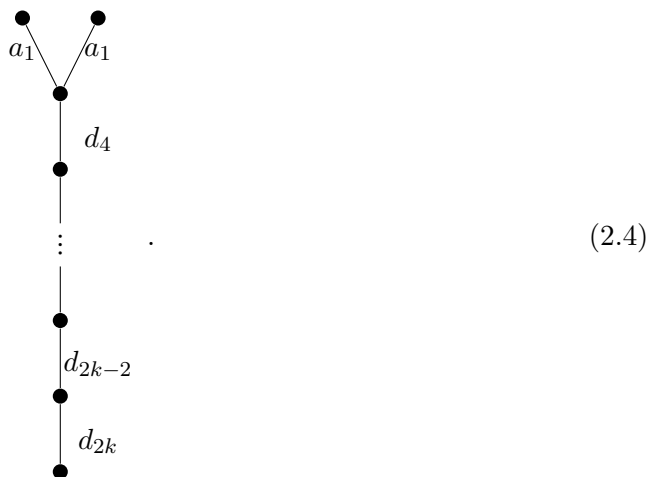 a₁ a₁
d₄
⋮ . (2.4)
d₂ₖ₋₂
d₂ₖ